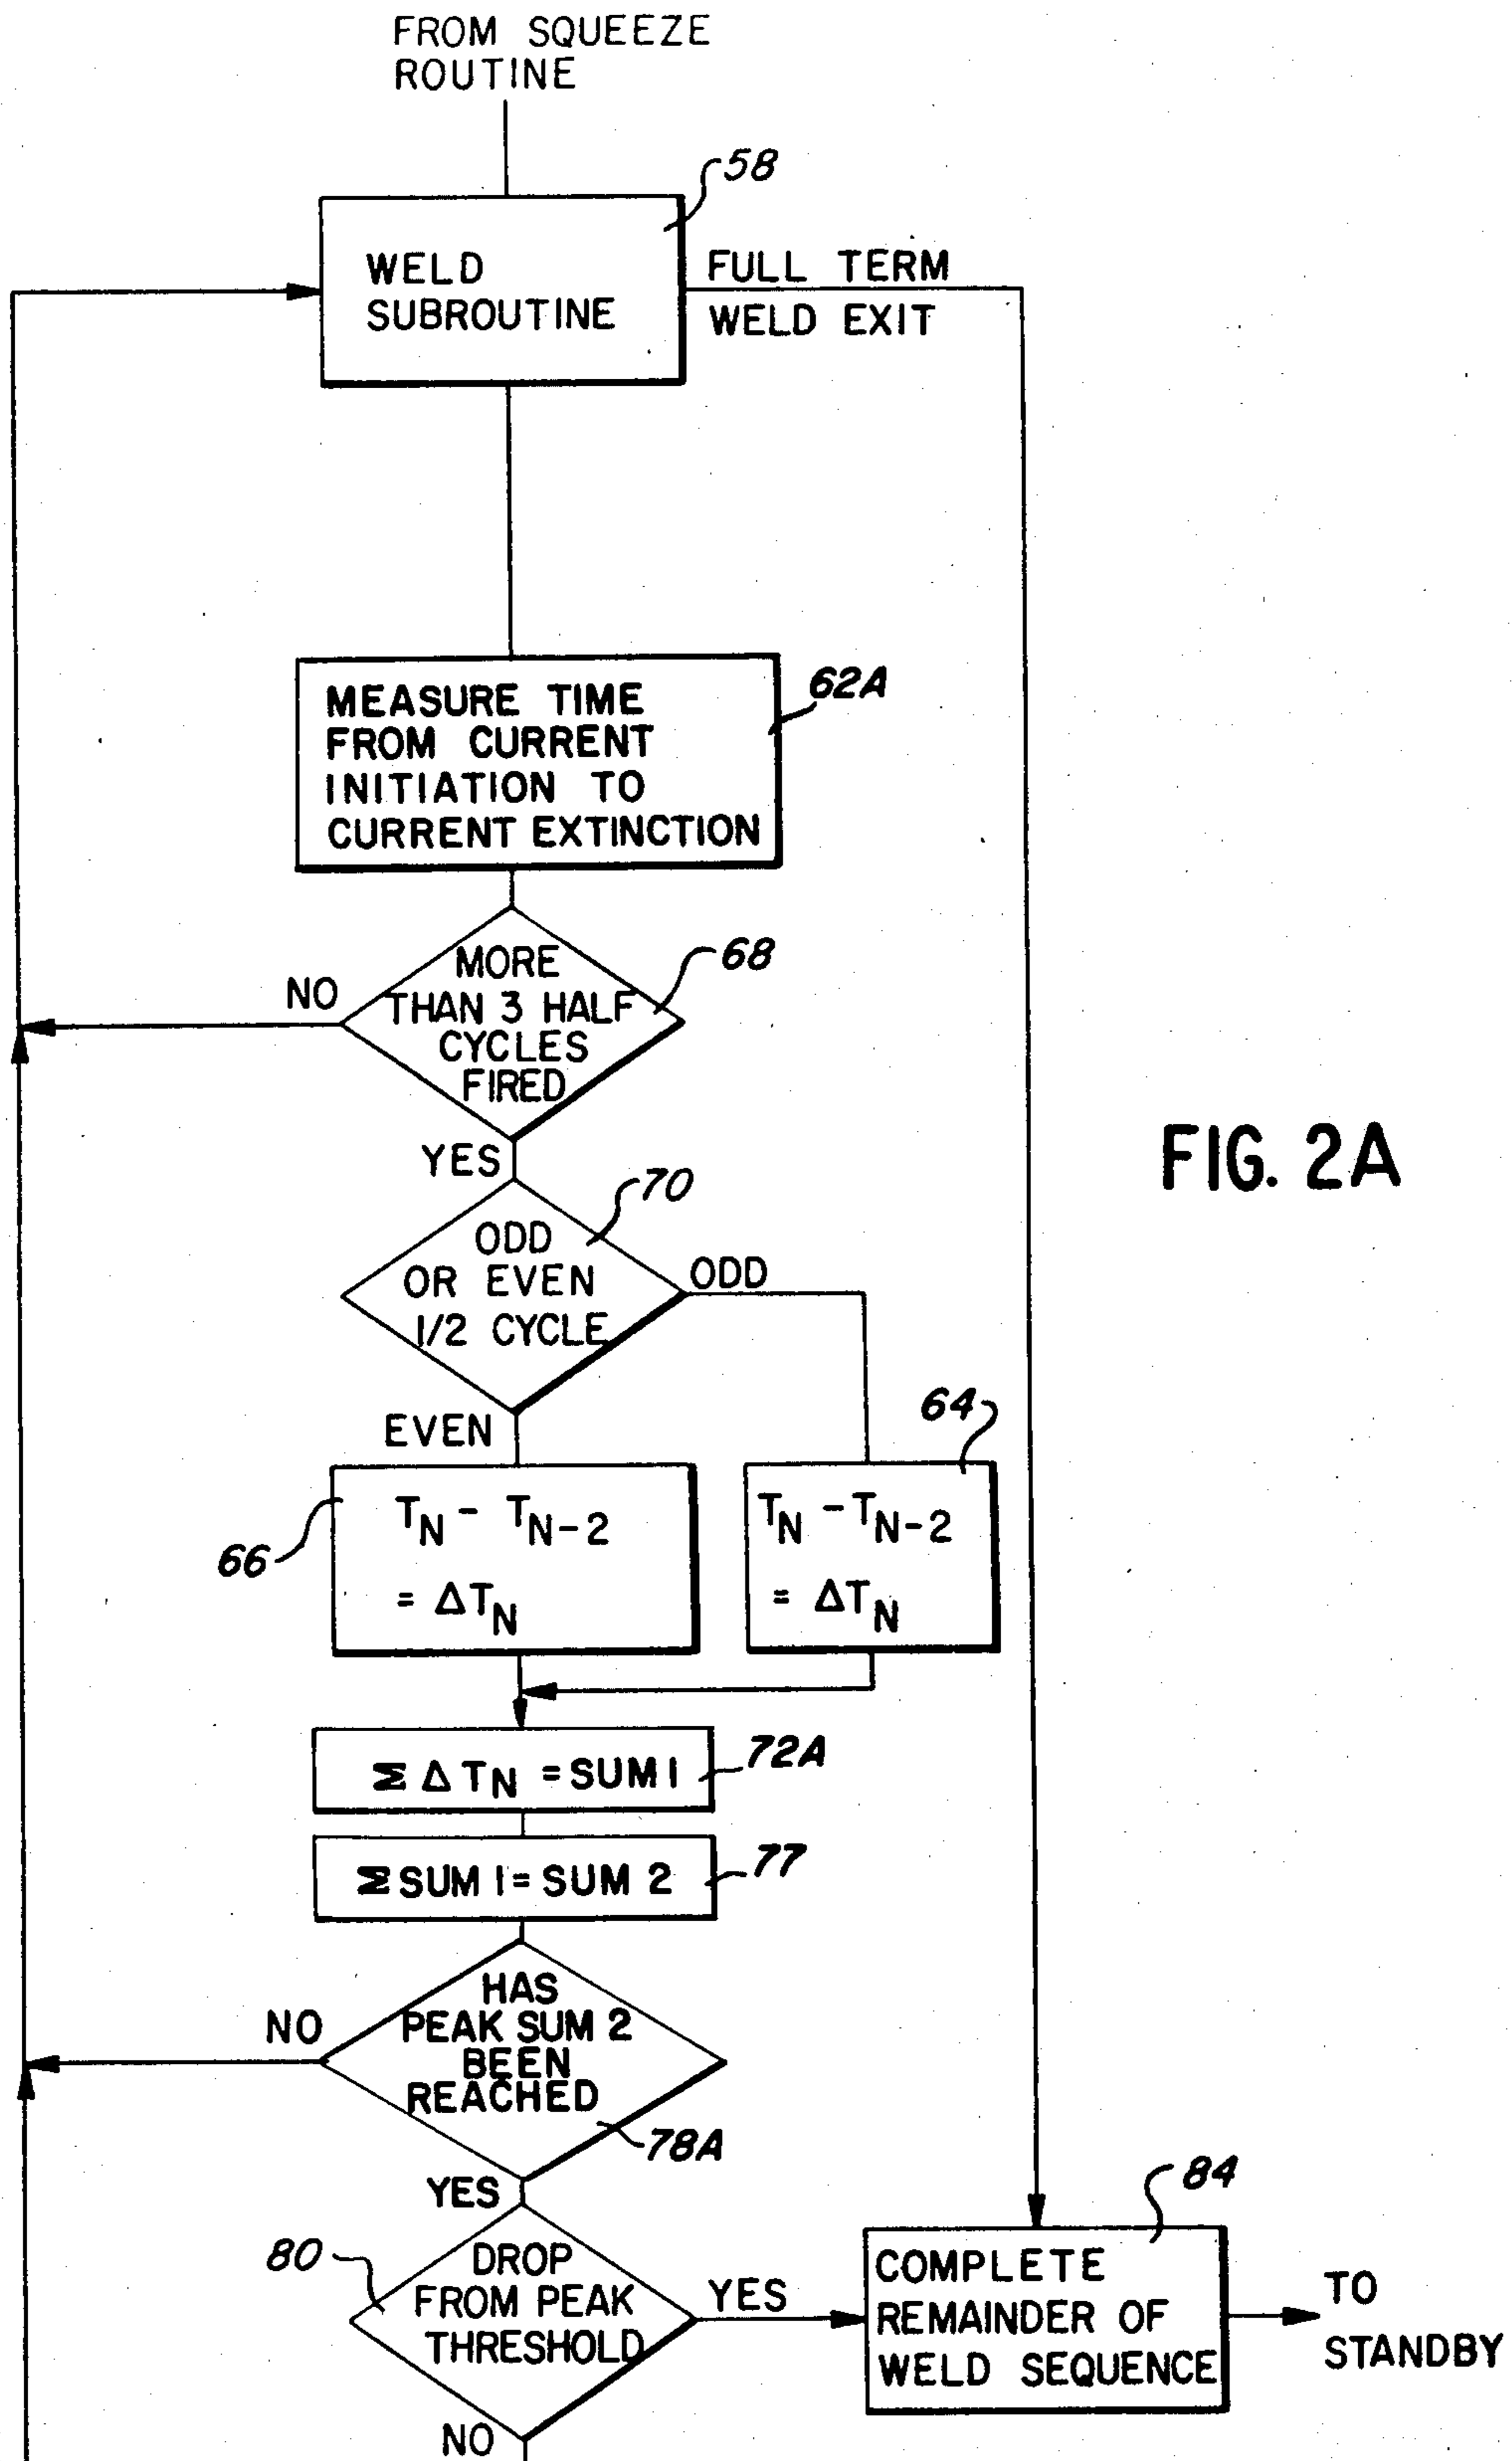 FROM SQUEEZE
ROUTINE
58
WELD
SUBROUTINE
FULL TERM
WELD EXIT
62A
MEASURE TIME
FROM CURRENT
INITIATION TO
CURRENT EXTINCTION
68
MORE
THAN 3 HALF
CYCLES
FIRED
NO
YES
70
ODD
OR EVEN
1/2 CYCLE
ODD
EVEN
FIG. 2A
66
T_N - T_{N-2}
= ΔT_N
64
T_N - T_{N-2}
= ΔT_N
72A
Σ Δ T_N = SUM 1
77
Σ SUM 1 = SUM 2
HAS
PEAK SUM 2
BEEN
REACHED
NO
78A
YES
80
DROP
FROM PEAK
THRESHOLD
YES
NO
84
COMPLETE
REMAINDER OF
WELD SEQUENCE
TO
STANDBY